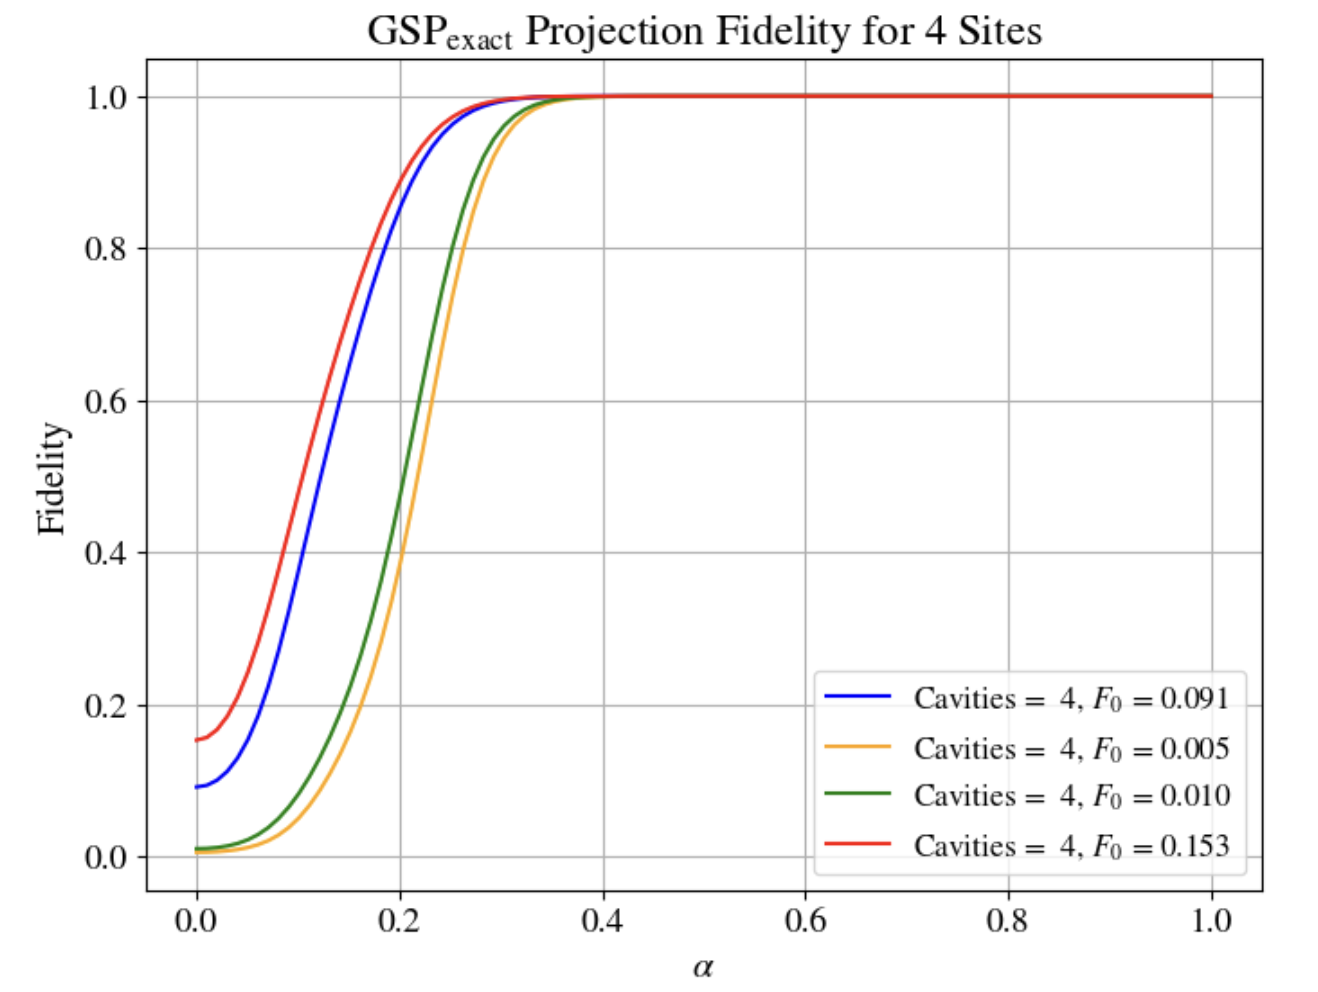 GSPexact Projection Fidelity for 4 Sites
1.0
0.8
0.6
0.4
0.2
0.0
Fidelity
Cavities = 4, F0 = 0.091
Cavities = 4, F0 = 0.005
Cavities = 4, F0 = 0.010
Cavities = 4, F0 = 0.153
0.0 0.2 0.4 0.6 0.8 1.0
α